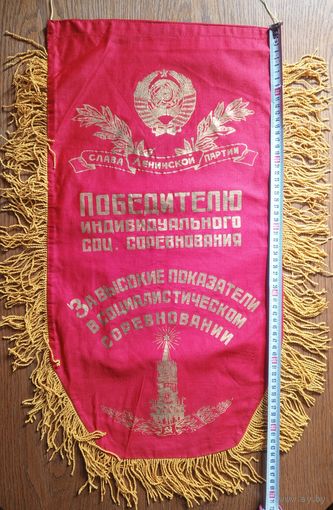 СЛАВА ЛЕНИНСКОЙ ПАРТИИ
ПОБЕДИТЕЛЮ
ИНДИВИДУАЛЬНОГО
СОЦ. СОРЕВНОВАНИЯ
ЗА ВЫСОКИЕ ПОКАЗАТЕЛИ
В СОЦИАЛИСТИЧЕСКОМ
СОРЕВНОВАНИИ